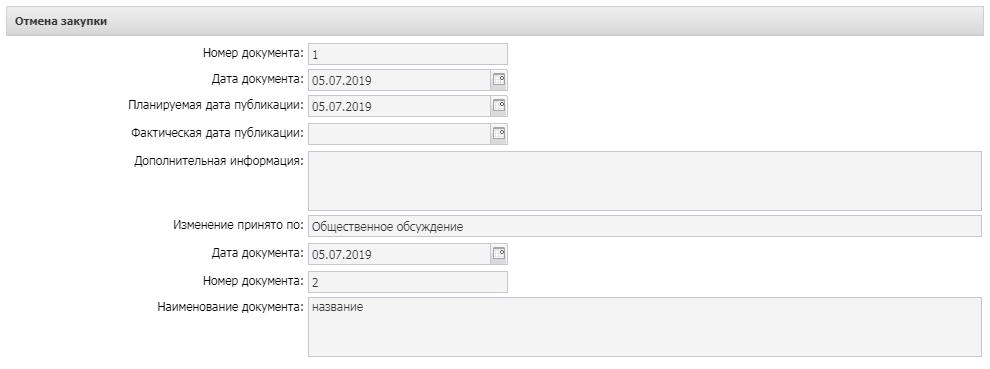 Отмена закупки
Номер документа: 1
Дата документа: 05.07.2019
Планируемая дата публикации: 05.07.2019
Фактическая дата публикации:
Дополнительная информация:
Изменение принято по: Общественное обсуждение
Дата документа: 05.07.2019
Номер документа: 2
Наименование документа: название